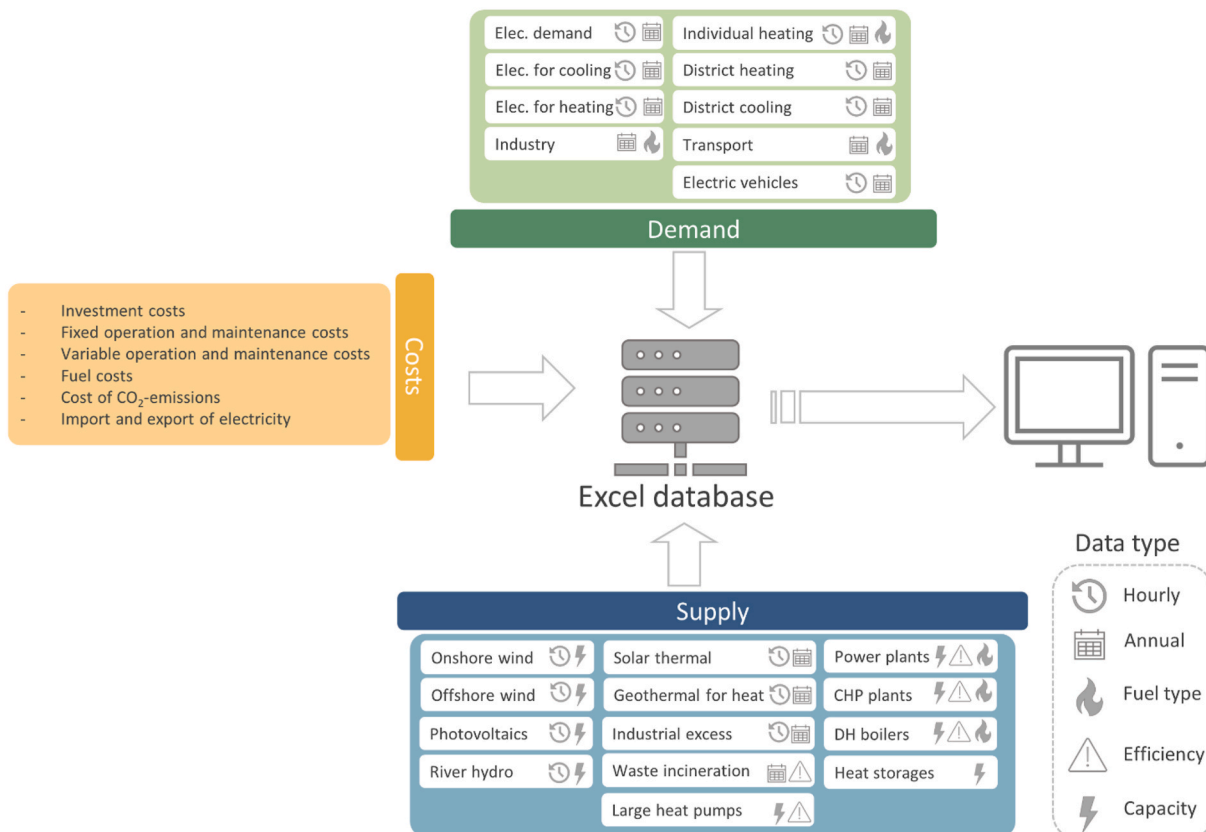 Elec. demand
Elec. for cooling
Elec. for heating
Industry
Individual heating
District heating
District cooling
Transport
Electric vehicles
Demand
- Investment costs
- Fixed operation and maintenance costs
- Variable operation and maintenance costs
- Fuel costs
- Cost of CO₂-emissions
- Import and export of electricity
Costs
Excel database
Supply
Onshore wind
Offshore wind
Photovoltaics
River hydro
Solar thermal
Geothermal for heat
Industrial excess
Waste incineration
Large heat pumps
Power plants
CHP plants
DH boilers
Heat storages
Data type
Hourly
Annual
Fuel type
Efficiency
Capacity